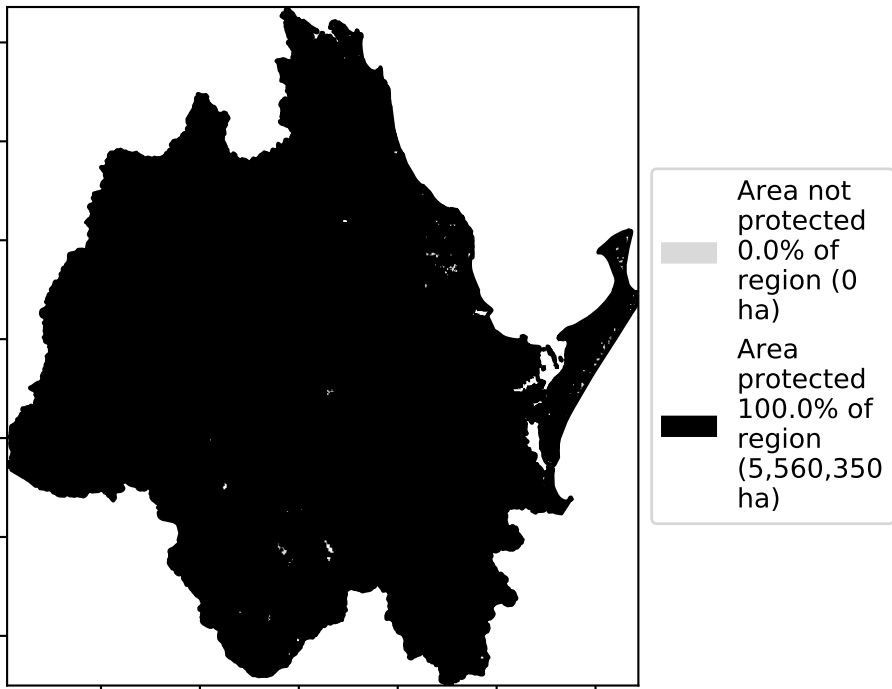 Area not
protected
0.0% of
region (0
ha)
Area
protected
100.0% of
region
(5,560,350
ha)